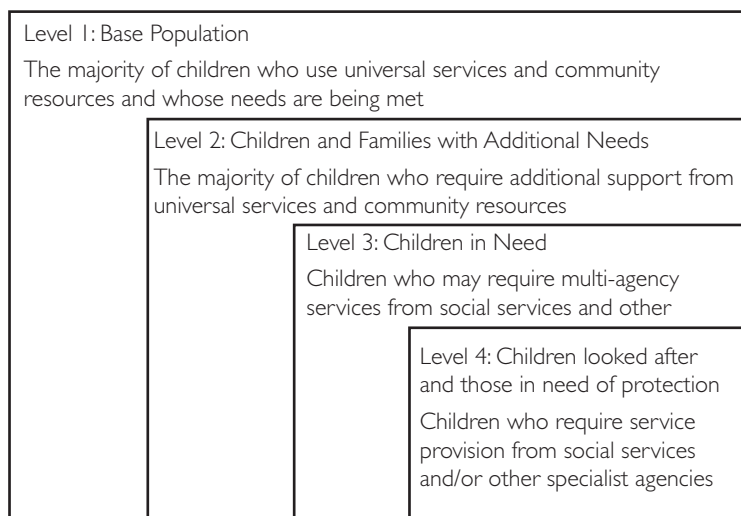 Level 1: Base Population
The majority of children who use universal services and community
resources and whose needs are being met
Level 2: Children and Families with Additional Needs
The majority of children who require additional support from
universal services and community resources
Level 3: Children in Need
Children who may require multi-agency
services from social services and other
Level 4: Children looked after
and those in need of protection
Children who require service
provision from social services
and/or other specialist agencies